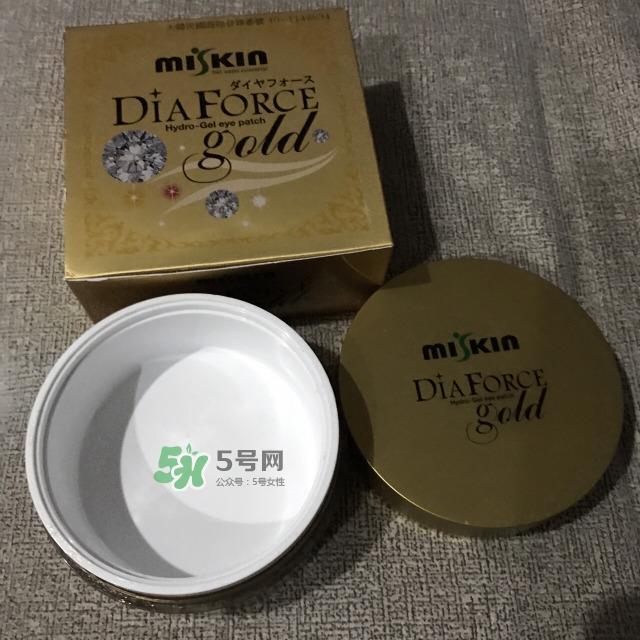 miskin
ダイヤフォース
DIAFORCE
Hydro-Gel eye patch
gold
miskin
DIAFORCE
Hydro-Gel eye patch
gold
5号网
公众号:5号女性